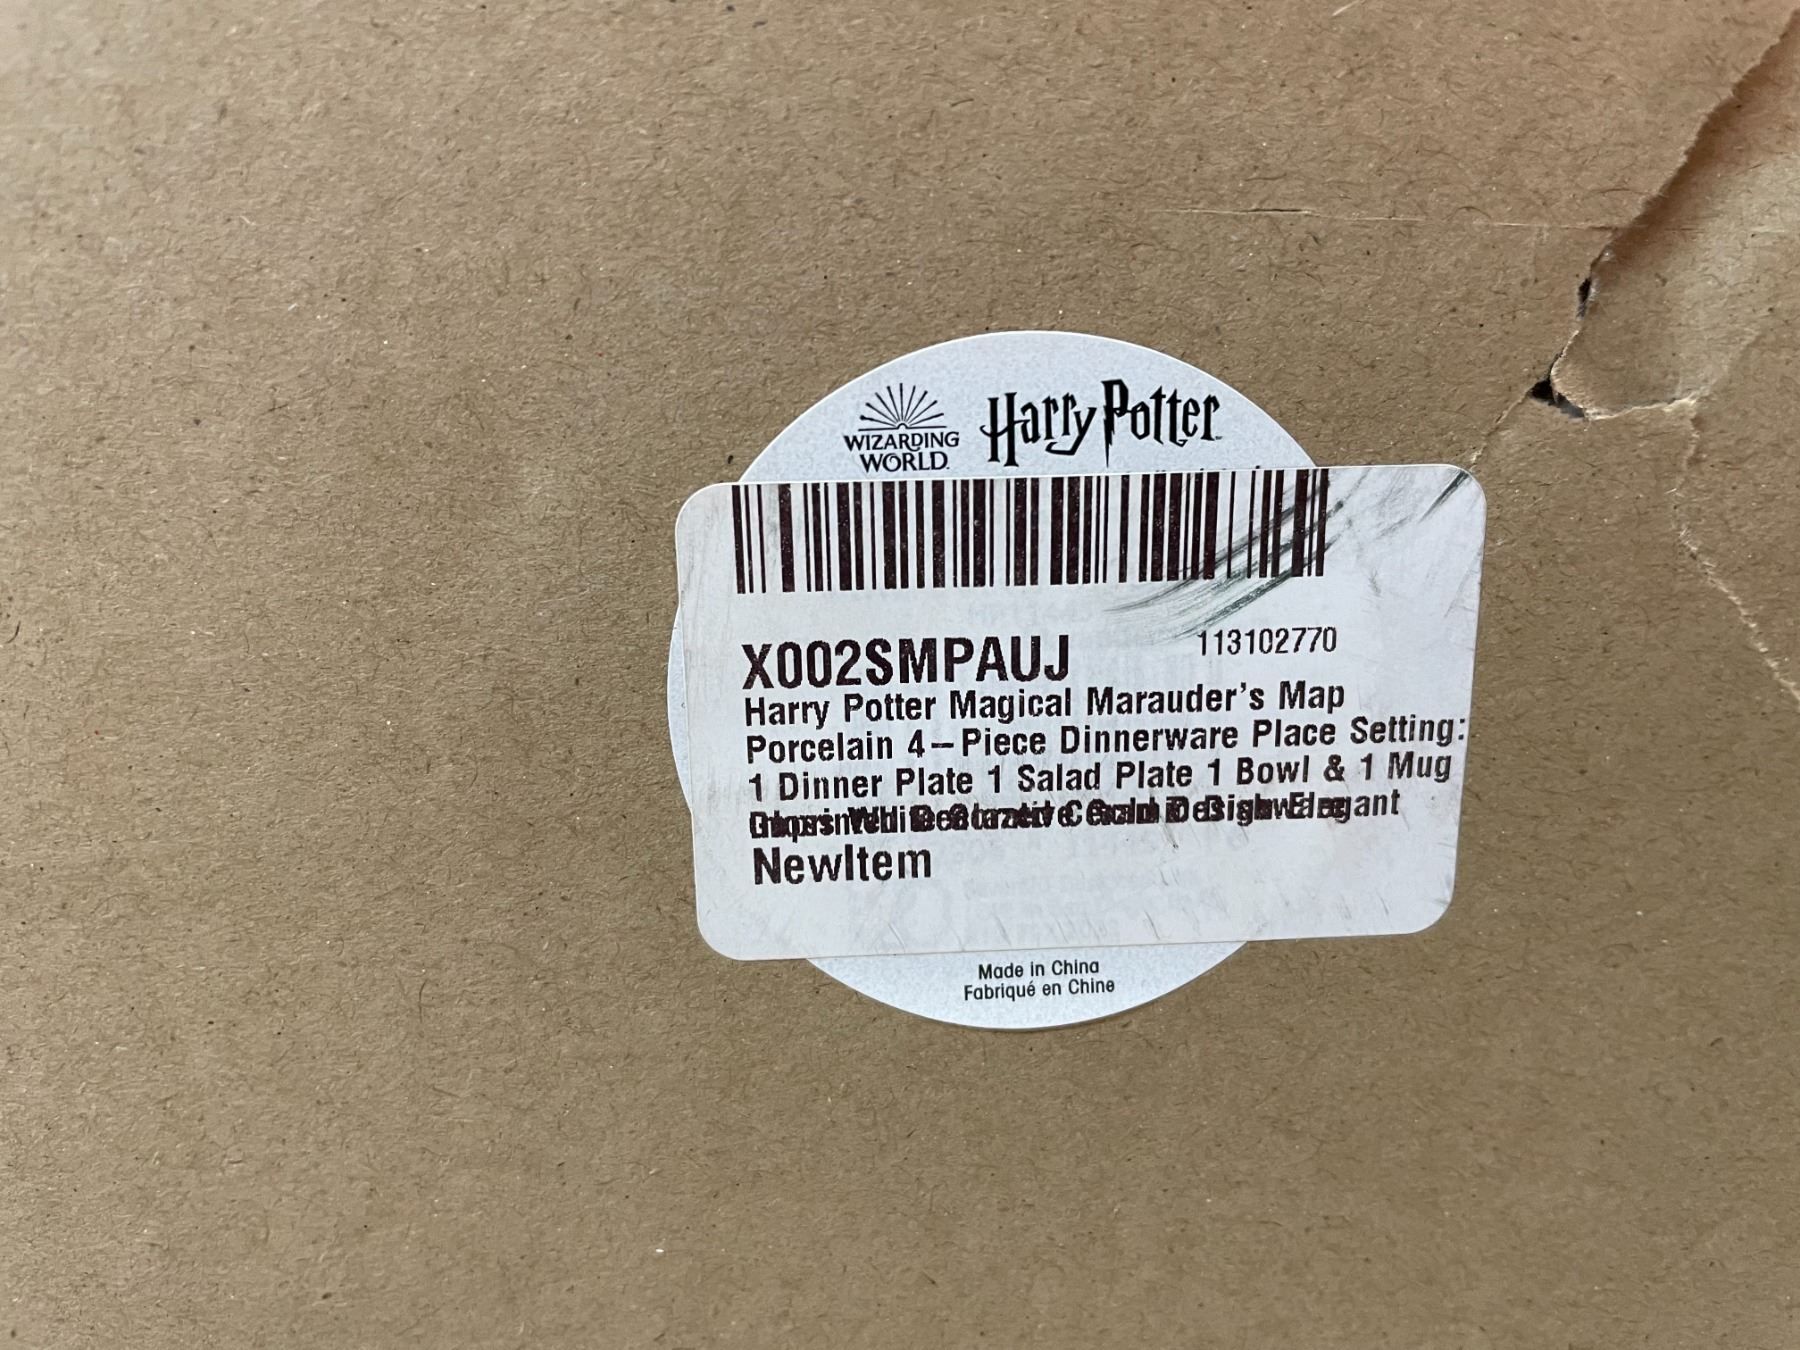 WIZARDING
WORLD
Harry Potter
X002SMPAUJ
113102770
Harry Potter Magical Marauder's Map
Porcelain 4-Piece Dinnerware Place Setting:
1 Dinner Plate 1 Salad Plate 1 Bowl & 1 Mug
NewItem
Made in China
Fabriqué en Chine